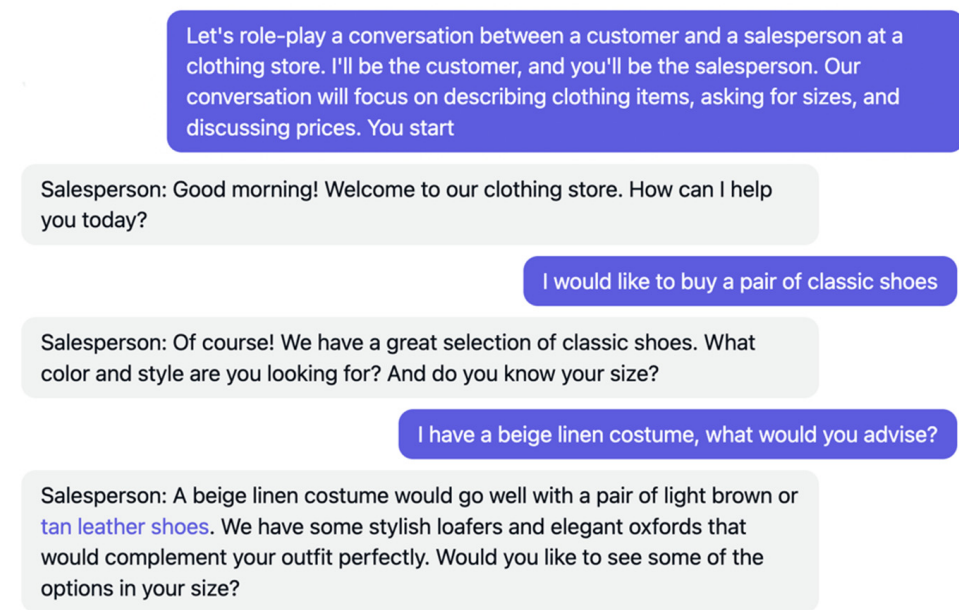 Let's role-play a conversation between a customer and a salesperson at a
clothing store. I'll be the customer, and you'll be the salesperson. Our
conversation will focus on describing clothing items, asking for sizes, and
discussing prices. You start
Salesperson: Good morning! Welcome to our clothing store. How can I help
you today?
I would like to buy a pair of classic shoes
Salesperson: Of course! We have a great selection of classic shoes. What
color and style are you looking for? And do you know your size?
I have a beige linen costume, what would you advise?
Salesperson: A beige linen costume would go well with a pair of light brown or
tan leather shoes. We have some stylish loafers and elegant oxfords that
would complement your outfit perfectly. Would you like to see some of the
options in your size?